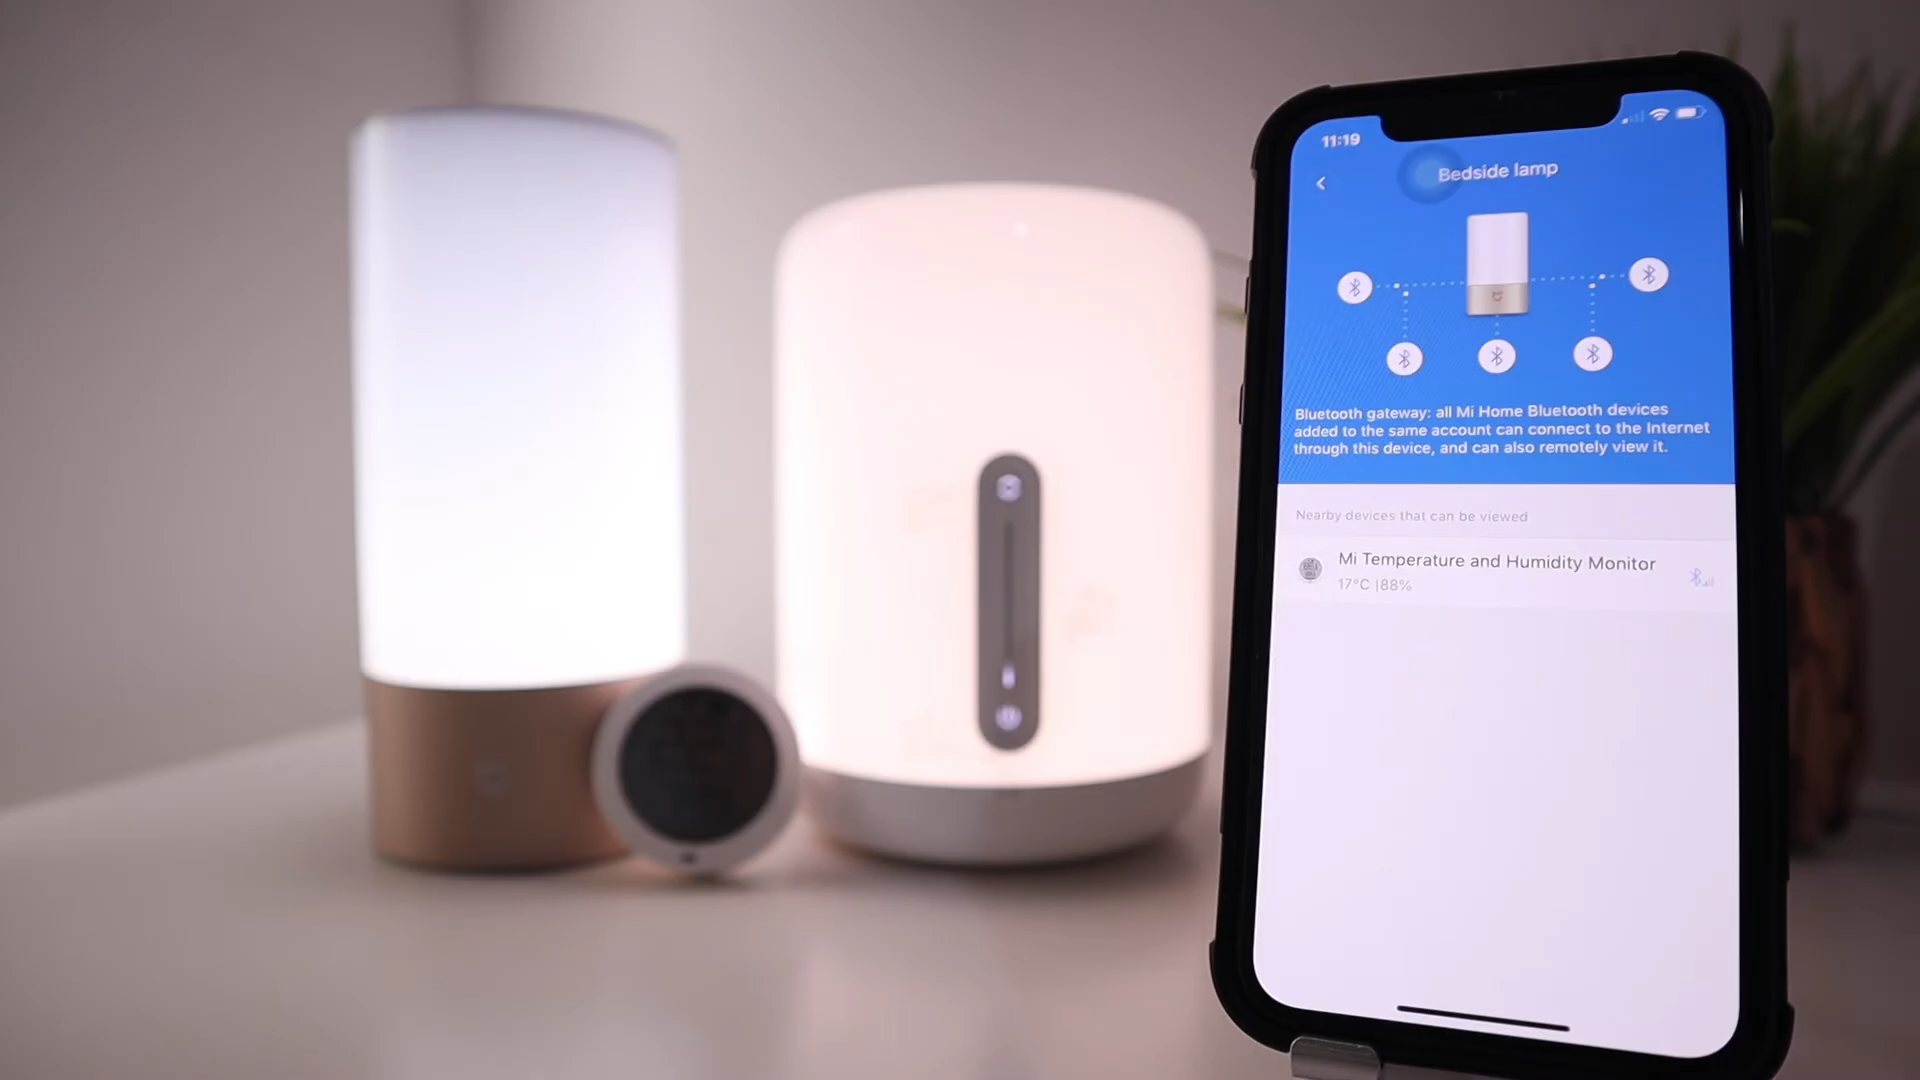 11:19
Bedside lamp
Bluetooth gateway: all Mi Home Bluetooth devices
added to the same account can connect to the Internet
through this device, and can also remotely view it.
Nearby devices that can be viewed
Mi Temperature and Humidity Monitor
17°C |88%